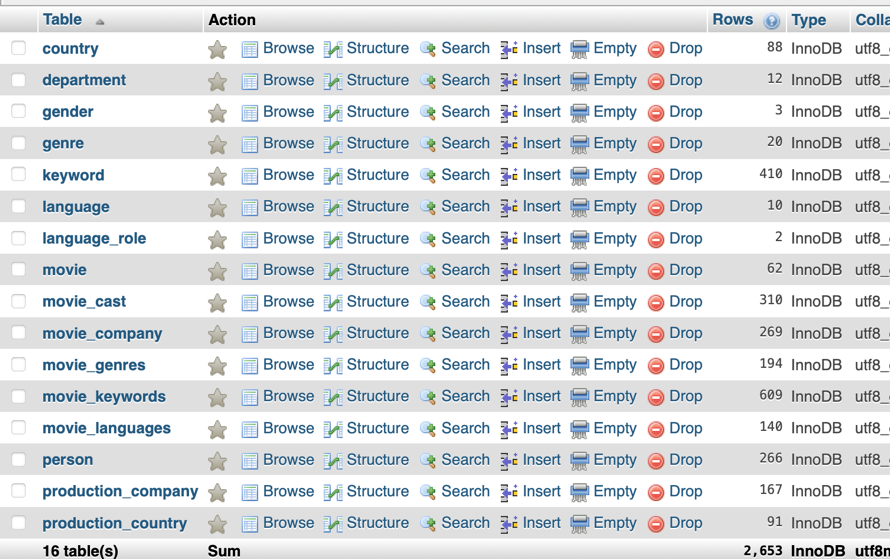 Table Action Rows Type Colla
country Browse Structure Search Insert Empty Drop 88 InnoDB utf8_
department Browse Structure Search Insert Empty Drop 12 InnoDB utf8_
gender Browse Structure Search Insert Empty Drop 3 InnoDB utf8_
genre Browse Structure Search Insert Empty Drop 20 InnoDB utf8_
keyword Browse Structure Search Insert Empty Drop 410 InnoDB utf8_
language Browse Structure Search Insert Empty Drop 10 InnoDB utf8_
language_role Browse Structure Search Insert Empty Drop 2 InnoDB utf8_
movie Browse Structure Search Insert Empty Drop 62 InnoDB utf8_
movie_cast Browse Structure Search Insert Empty Drop 310 InnoDB utf8_
movie_company Browse Structure Search Insert Empty Drop 269 InnoDB utf8_
movie_genres Browse Structure Search Insert Empty Drop 194 InnoDB utf8_
movie_keywords Browse Structure Search Insert Empty Drop 609 InnoDB utf8_
movie_languages Browse Structure Search Insert Empty Drop 140 InnoDB utf8_
person Browse Structure Search Insert Empty Drop 266 InnoDB utf8_
production_company Browse Structure Search Insert Empty Drop 167 InnoDB utf8_
production_country Browse Structure Search Insert Empty Drop 91 InnoDB utf8_
16 table(s) Sum 2,653 InnoDB utf8m